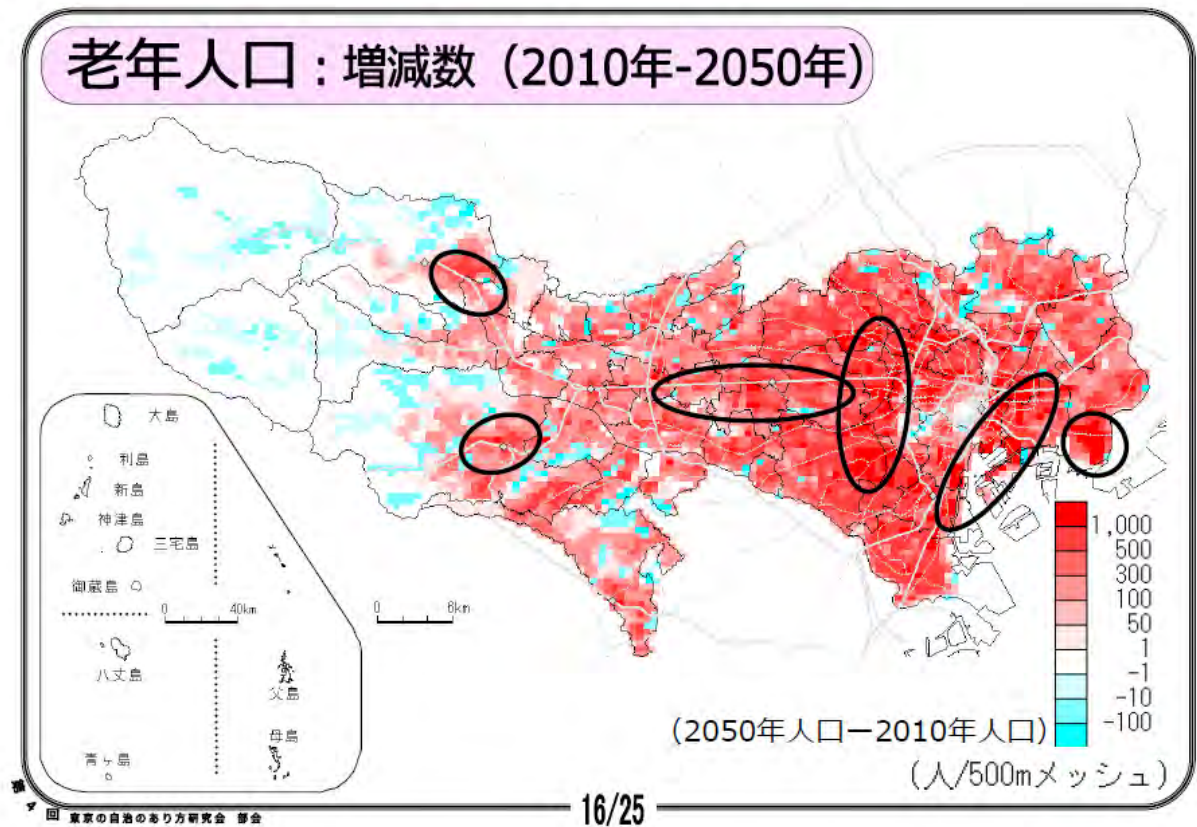 老年人口：増減数（2010年-2050年）
大島
利島
新島
神津島
三宅島
御蔵島
0 40km
0 6km
八丈島
父島
母島
青ヶ島
1,000
500
300
100
50
1
-1
-10
-100
（2050年人口ー2010年人口）
（人/500mメッシュ）
第4回 東京の自治のあり方研究会 部会
16/25